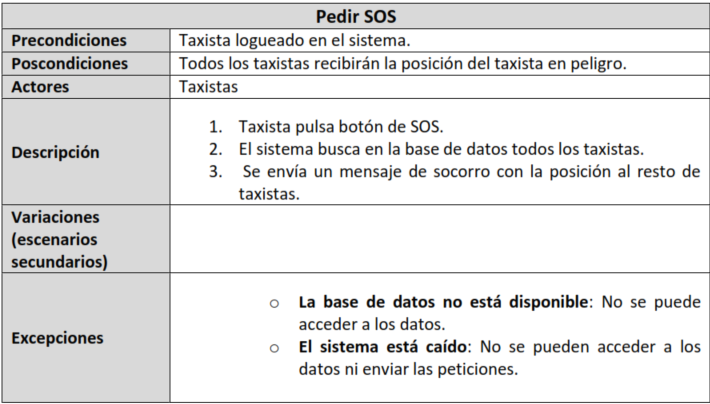 Pedir SOS
Precondiciones Taxista logueado en el sistema.
Poscondiciones Todos los taxistas recibirán la posición del taxista en peligro.
Actores Taxistas
Descripción
1. Taxista pulsa botón de SOS.
2. El sistema busca en la base de datos todos los taxistas.
3. Se envía un mensaje de socorro con la posición al resto de
taxistas.
Variaciones
(escenarios
secundarios)
Excepciones
o La base de datos no está disponible: No se puede
acceder a los datos.
o El sistema está caído: No se pueden acceder a los
datos ni enviar las peticiones.